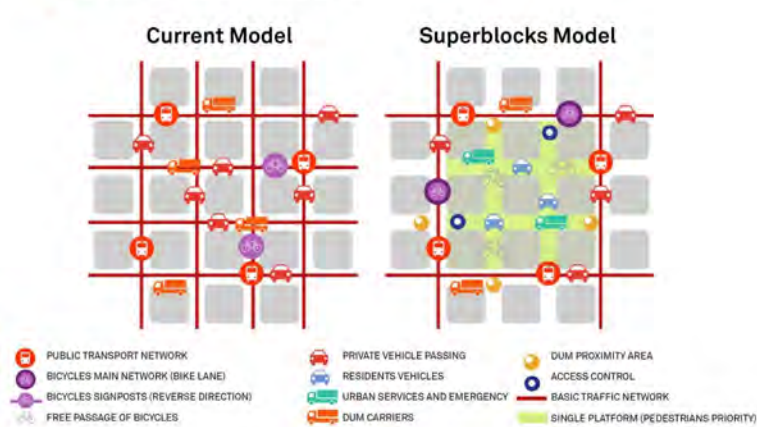 Current Model
Superblocks Model
PUBLIC TRANSPORT NETWORK
PRIVATE VEHICLE PASSING
DUM PROXIMITY AREA
BICYCLES MAIN NETWORK (BIKE LANE)
RESIDENTS VEHICLES
ACCESS CONTROL
BICYCLES SIGNPOSTS (REVERSE DIRECTION)
URBAN SERVICES AND EMERGENCY
BASIC TRAFFIC NETWORK
FREE PASSAGE OF BICYCLES
DUM CARRIERS
SINGLE PLATFORM (PEDESTRIANS PRIORITY)